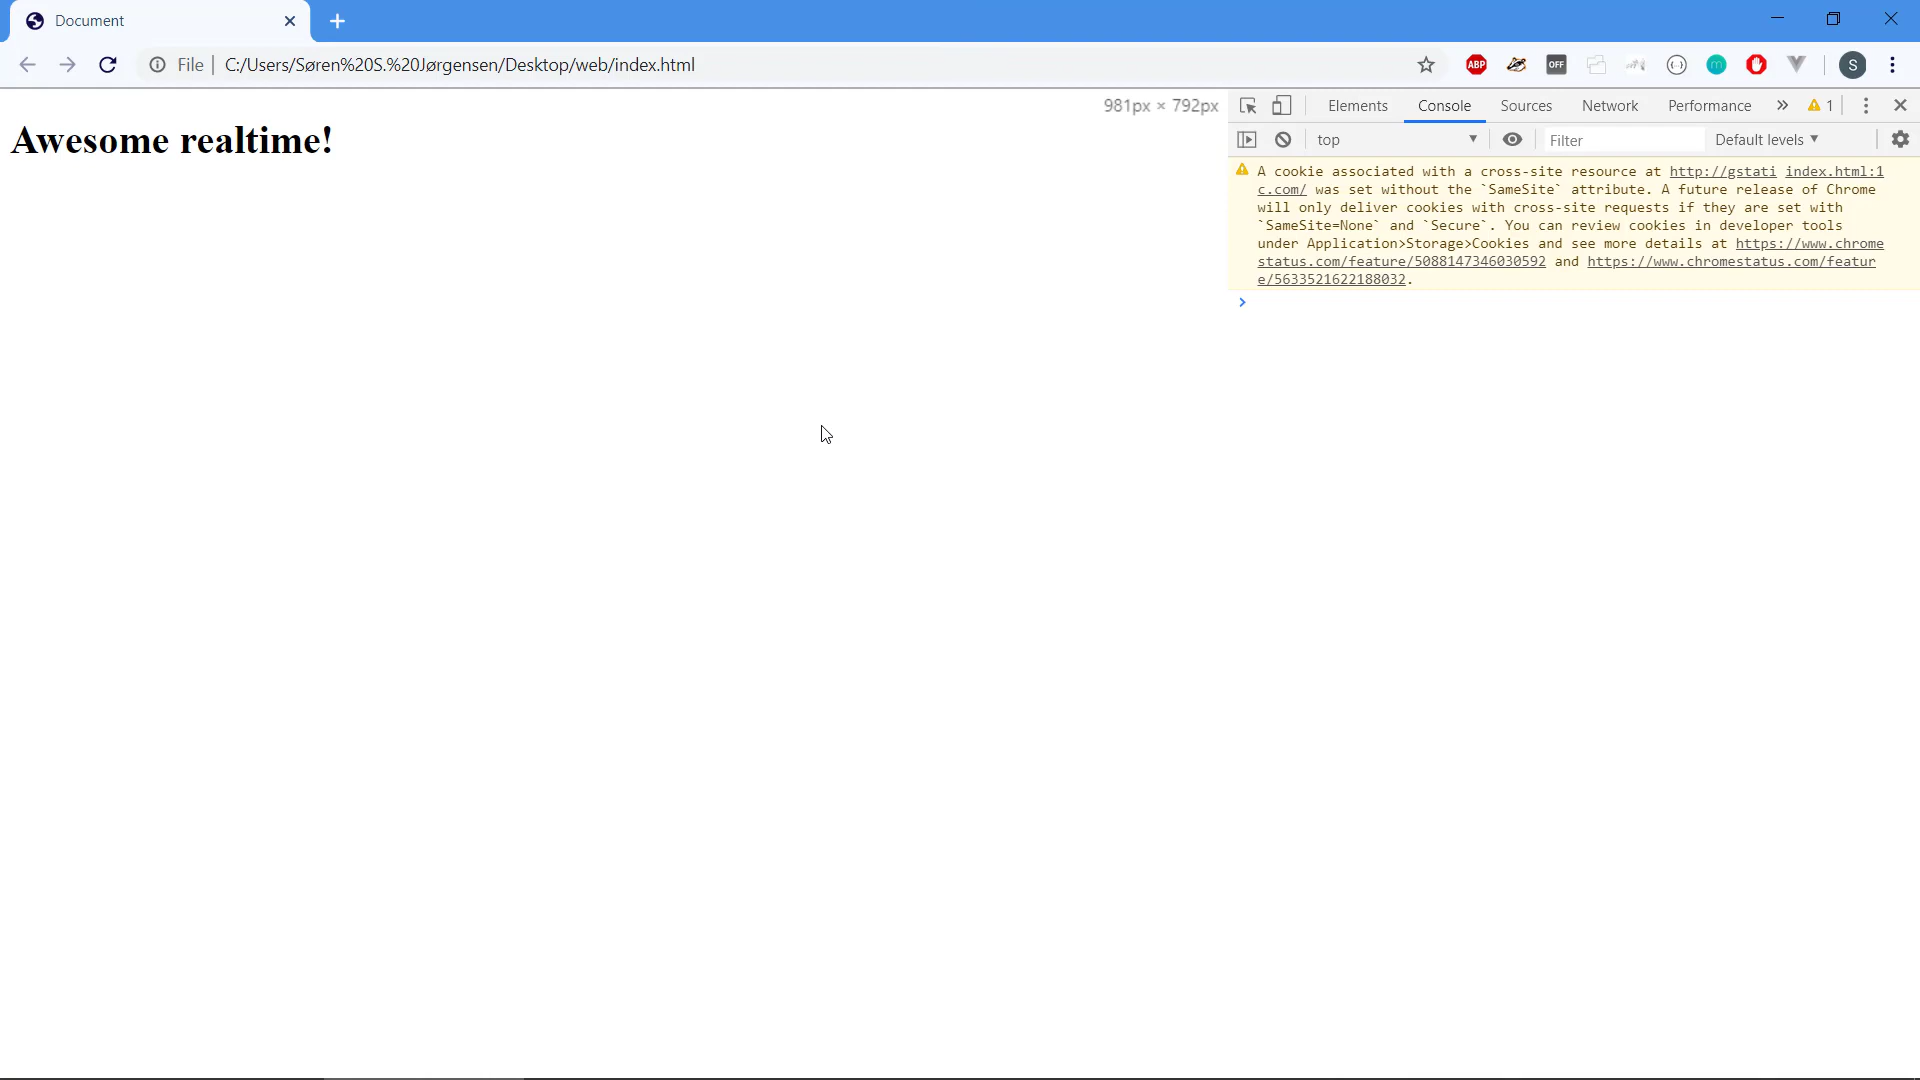 Document
File | C:/Users/Søren%20S.%20Jørgensen/Desktop/web/index.html
ABP
OFF
m
S
981px × 792px
Awesome realtime!
Elements Console Sources Network Performance » 1
top
Filter
Default levels
A cookie associated with a cross-site resource at http://gstati index.html:1
c.com/ was set without the `SameSite` attribute. A future release of Chrome
will only deliver cookies with cross-site requests if they are set with
`SameSite=None` and `Secure`. You can review cookies in developer tools
under Application>Storage>Cookies and see more details at https://www.chrome
status.com/feature/5088147346030592 and https://www.chromestatus.com/featur
e/5633521622188032.